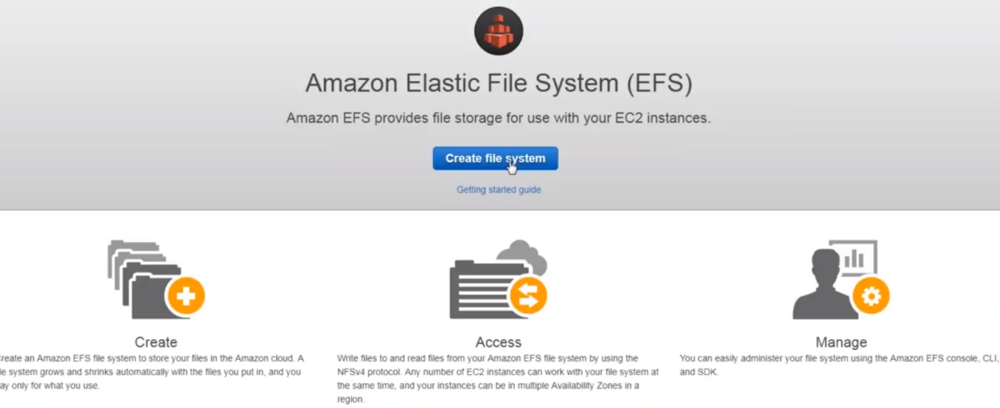 Amazon Elastic File System (EFS)
Amazon EFS provides file storage for use with your EC2 instances.
Create file system
Getting started guide
Create
reate an Amazon EFS file system to store your files in the Amazon cloud. A
le system grows and shrinks automatically with the files you put in, and you
ay only for what you use.
Access
Write files to and read files from your Amazon EFS file system by using the
NFSv4 protocol. Any number of EC2 instances can work with your file system at
the same time, and your instances can be in multiple Availability Zones in a
region.
Manage
You can easily administer your file system using the Amazon EFS console, CLI,
and SDK.